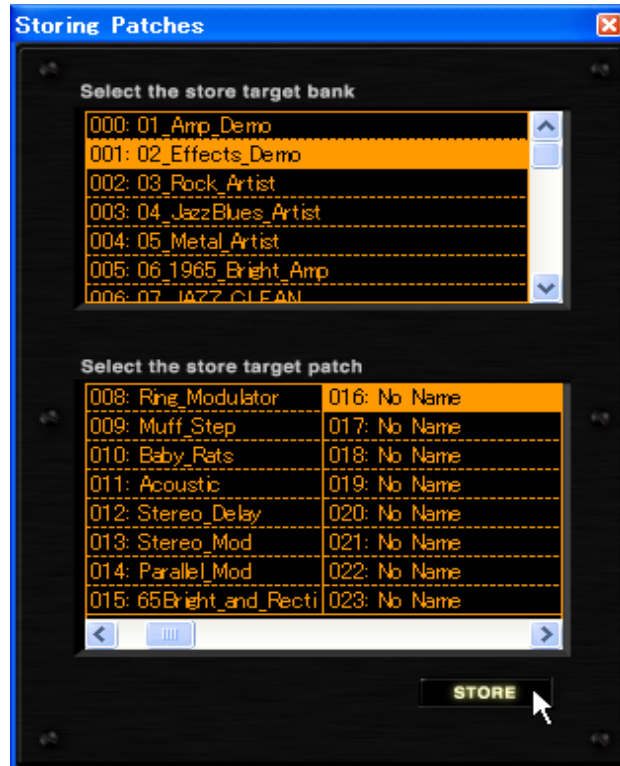 Storing Patches
Select the store target bank
000: 01_Amp_Demo
001: 02_Effects_Demo
002: 03_Rock_Artist
003: 04_JazzBlues_Artist
004: 05_Metal_Artist
005: 06_1965_Bright_Amp
006: 07_JAZZ_CLEAN
Select the store target patch
008: Ring_Modulator 016: No Name
009: Muff_Step 017: No Name
010: Baby_Rats 018: No Name
011: Acoustic 019: No Name
012: Stereo_Delay 020: No Name
013: Stereo_Mod 021: No Name
014: Parallel_Mod 022: No Name
015: 65Bright_and_Recti 023: No Name
STORE